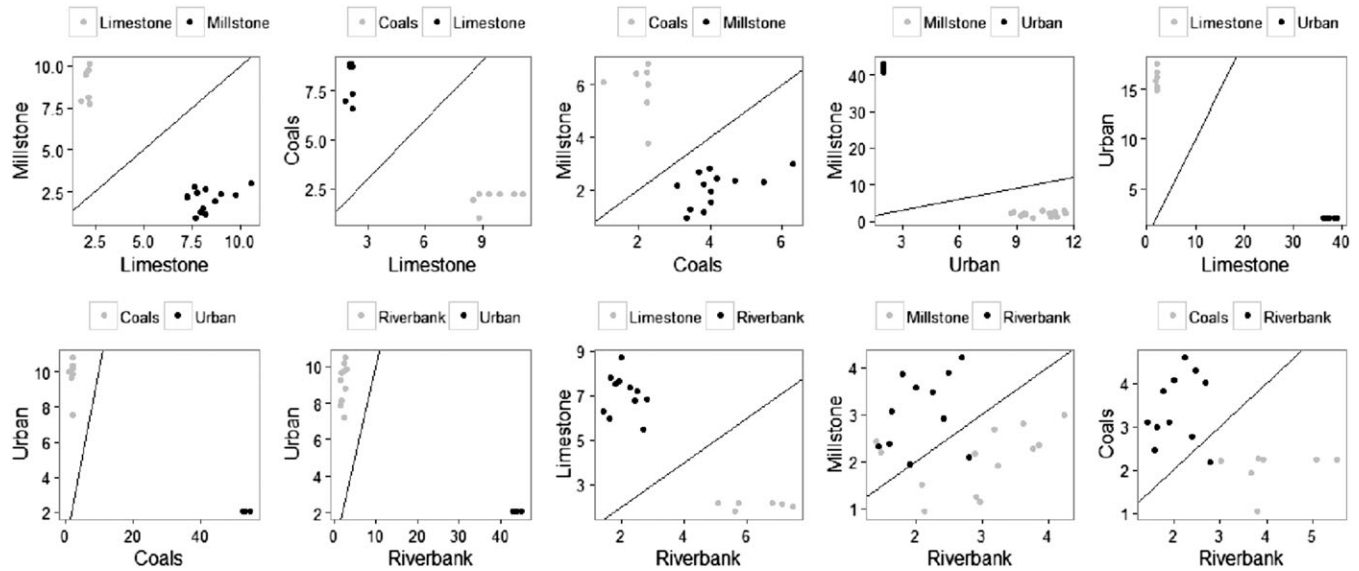 Limestone Millstone
Coals Limestone
Coals Millstone
Millstone Urban
Limestone Urban
Millstone
10.0
7.5
5.0
2.5
2.5 5.0 7.5 10.0
Limestone
Coals
7.5
5.0
2.5
3 9
Limestone
Millstone
6
4
2
2 4 6
Coals
Millstone
40
30
20
10
0
3 6 9 12
Urban
Urban
15
10
5
0 10 20 30 40
Limestone
Coals Urban
Riverbank Urban
Limestone Riverbank
Millstone Riverbank
Coals Riverbank
Urban
10
8
6
4
2
0 20 40
Coals
Urban
10
8
6
4
2
0 10 20 30 40
Riverbank
Limestone
9
7
5
3
2 4 6
Riverbank
Millstone
4
3
2
1
2 3 4
Riverbank
Coals
4
3
2
1
2 3 4 5
Riverbank